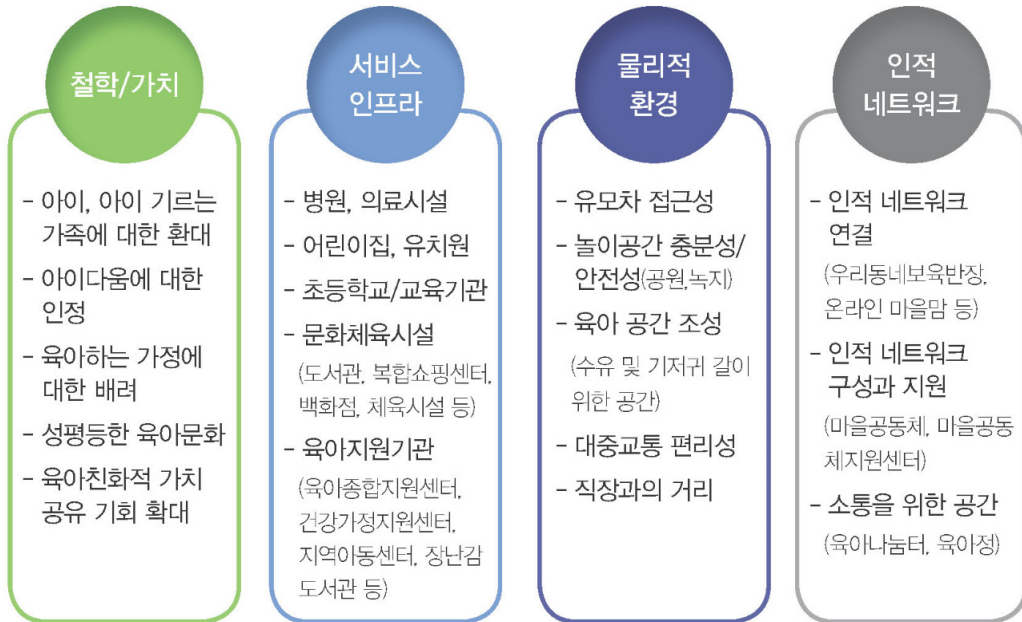 철학/가치
- 아이, 아이 기르는
가족에 대한 환대
- 아이다움에 대한
인정
- 육아하는 가정에
대한 배려
- 성평등한 육아문화
- 육아친화적 가치
공유 기회 확대
서비스
인프라
- 병원, 의료시설
- 어린이집, 유치원
- 초등학교/교육기관
- 문화체육시설
(도서관, 복합쇼핑센터,
백화점, 체육시설 등)
- 육아지원기관
(육아종합지원센터,
건강가정지원센터,
지역아동센터, 장난감
도서관 등)
물리적
환경
- 유모차 접근성
- 놀이공간 충분성/
안전성(공원,녹지)
- 육아 공간 조성
(수유 및 기저귀 갈이
위한 공간)
- 대중교통 편리성
- 직장과의 거리
인적
네트워크
- 인적 네트워크
연결
(우리동네보육반장,
온라인 마을맘 등)
- 인적 네트워크
구성과 지원
(마을공동체, 마을공동
체지원센터)
- 소통을 위한 공간
(육아나눔터, 육아정)